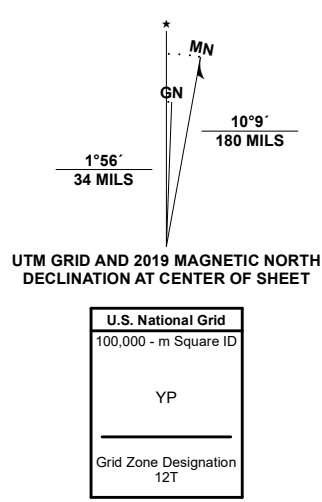 ★
MN
GN
10°9´
180 MILS
1°56´
34 MILS
UTM GRID AND 2019 MAGNETIC NORTH
DECLINATION AT CENTER OF SHEET
U.S. National Grid
100,000 - m Square ID
YP
Grid Zone Designation
12T